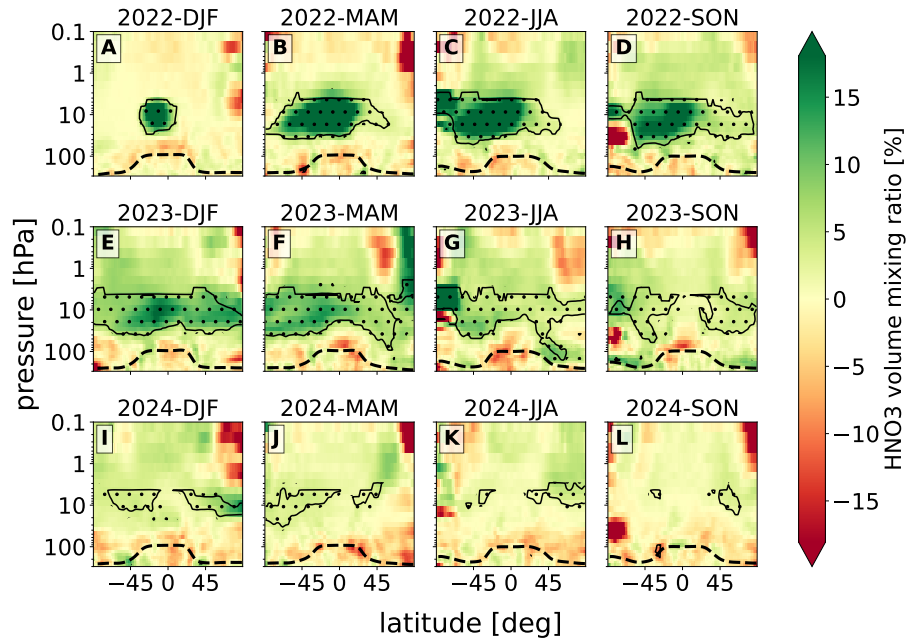 2022-DJF 2022-MAM 2022-JJA 2022-SON
A B C D
0.1
1
10
100
2023-DJF 2023-MAM 2023-JJA 2023-SON
E F G H
0.1
1
10
100
2024-DJF 2024-MAM 2024-JJA 2024-SON
I J K L
0.1
1
10
100
−45 0 45 −45 0 45 −45 0 45 −45 0 45
pressure [hPa]
latitude [deg]
15
10
5
0
−5
−10
−15
HNO3 volume mixing ratio [%]